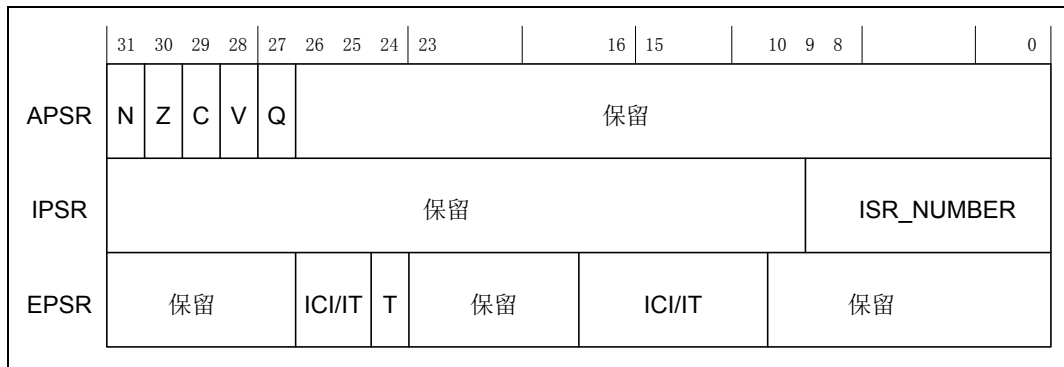 31 30 29 28 27 26 25 24 23 16 15 10 9 8 0
APSR N Z C V Q 保留
IPSR 保留 ISR_NUMBER
EPSR 保留 ICI/IT T 保留 ICI/IT 保留